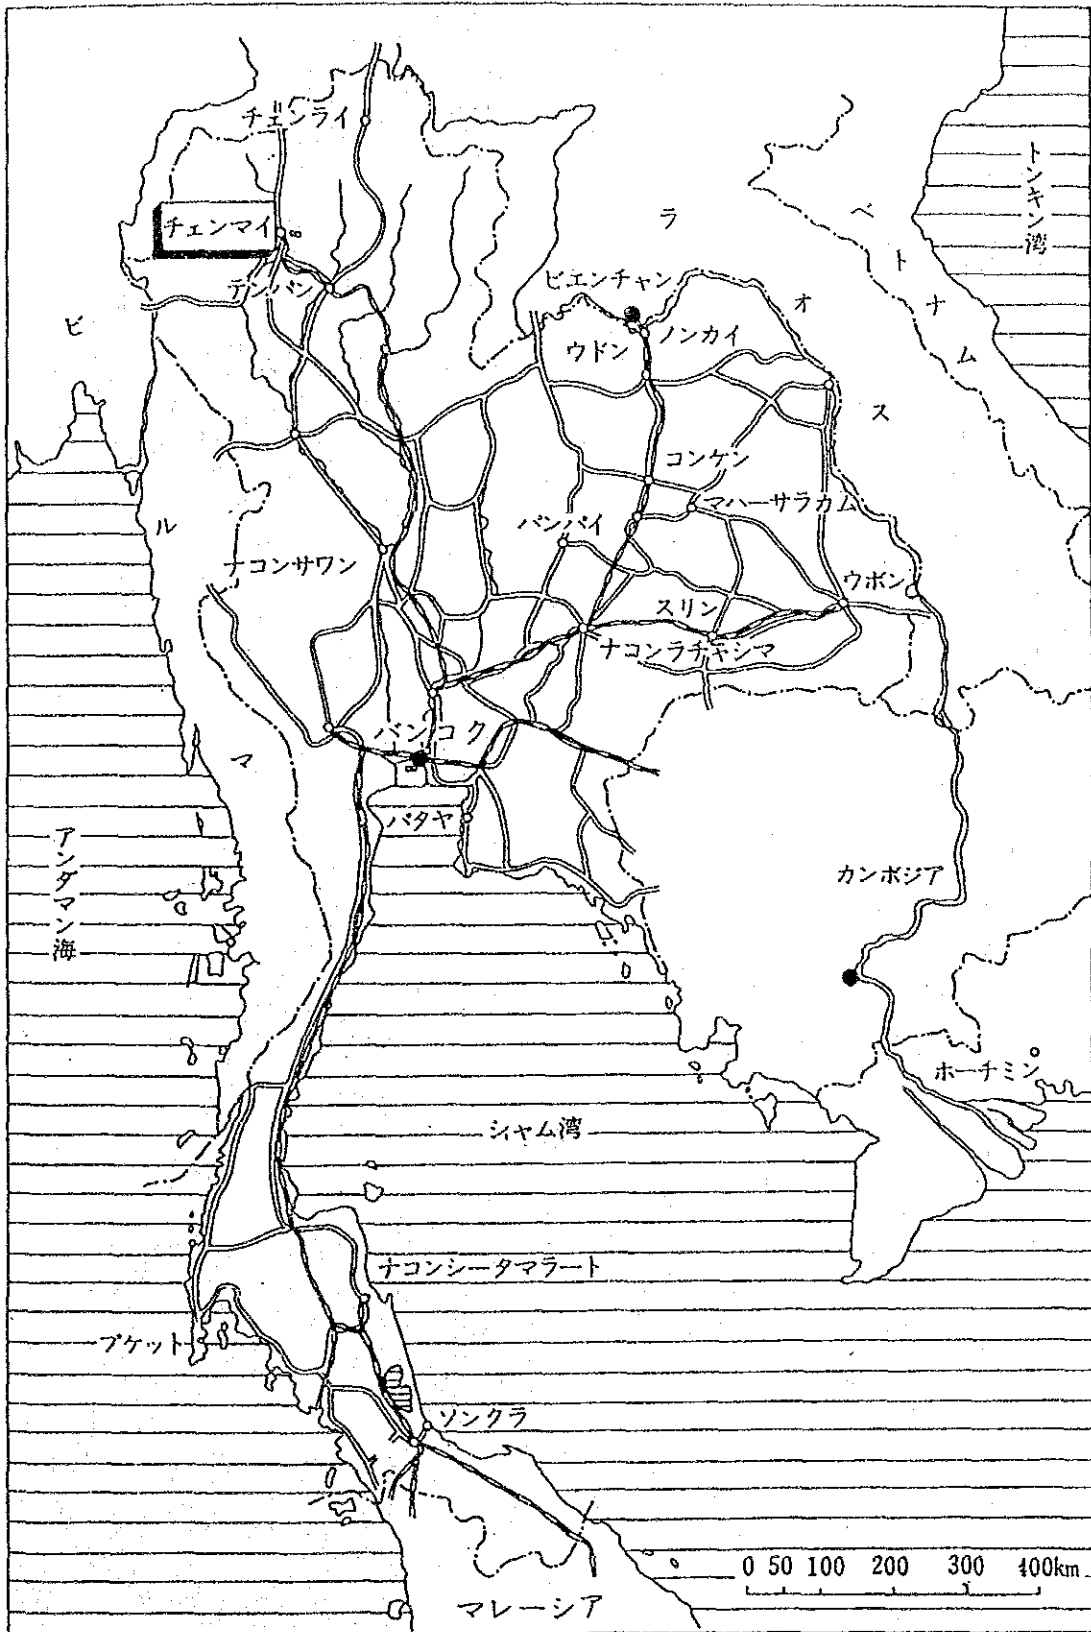 チェンライ
チェンマイ
テンパン
ビエンチャン
ノンカイ
ウドン
コンケン
マハーサラカム
バンパイ
ナコンサワン
ウボン
スリン
ナコンラチャシマ
バンコク
パタヤ
ビルマ
ラオス
ベトナム
トンキン湾
アンダマン海
カンボジア
ホーチミン
シャム湾
ナコンシータマラート
プケット
ソンクラ
マレーシア
0 50 100 200 300 400km